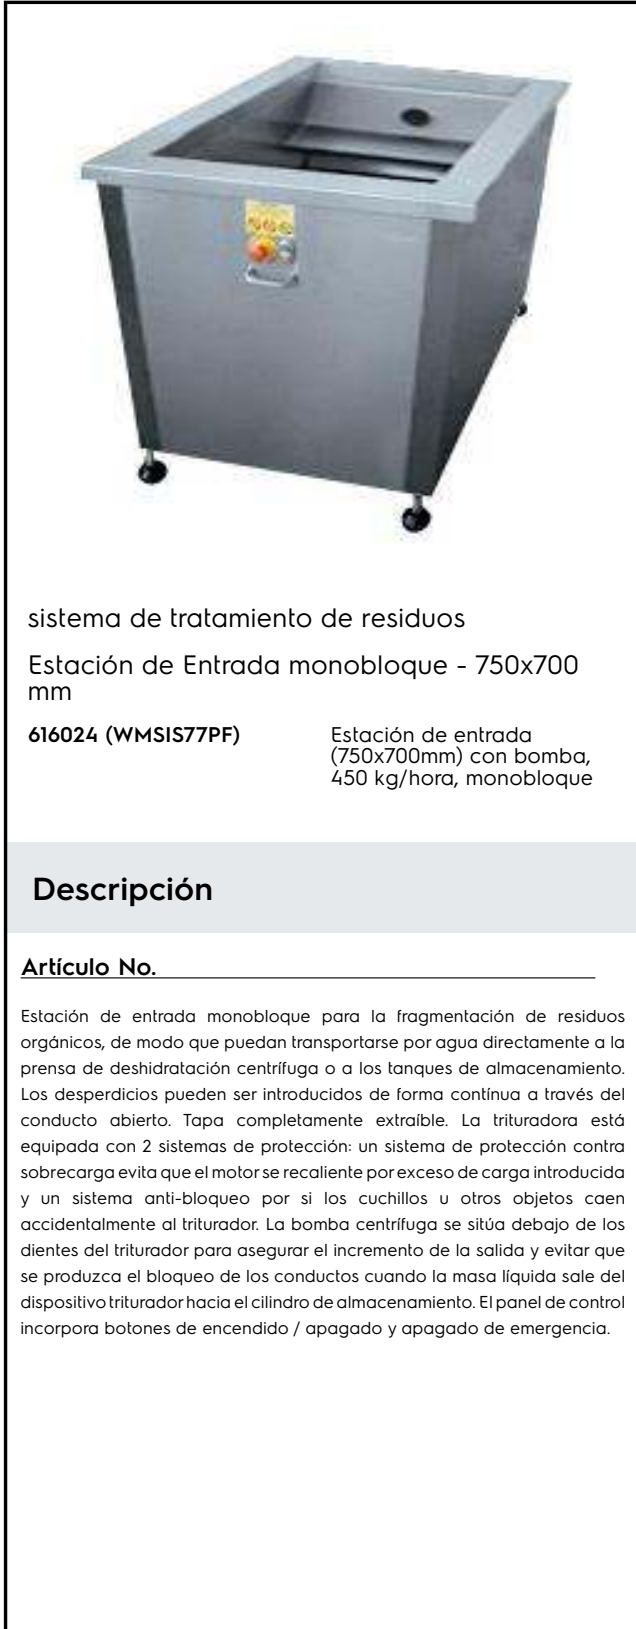 sistema de tratamiento de residuos
Estación de Entrada monobloque - 750x700
mm
616024 (WMSIS77PF)
Estación de entrada
(750x700mm) con bomba,
450 kg/hora, monobloque
Descripción
Artículo No.
Estación de entrada monobloque para la fragmentación de residuos
orgánicos, de modo que puedan transportarse por agua directamente a la
prensa de deshidratación centrífuga o a los tanques de almacenamiento.
Los desperdicios pueden ser introducidos de forma contínua a través del
conducto abierto. Tapa completamente extraíble. La trituradora está
equipada con 2 sistemas de protección: un sistema de protección contra
sobrecarga evita que el motor se recaliente por exceso de carga introducida
y un sistema anti-bloqueo por si los cuchillos u otros objetos caen
accidentalmente al triturador. La bomba centrífuga se sitúa debajo de los
dientes del triturador para asegurar el incremento de la salida y evitar que
se produzca el bloqueo de los conductos cuando la masa líquida sale del
dispositivo triturador hacia el cilindro de almacenamiento. El panel de control
incorpora botones de encendido / apagado y apagado de emergencia.